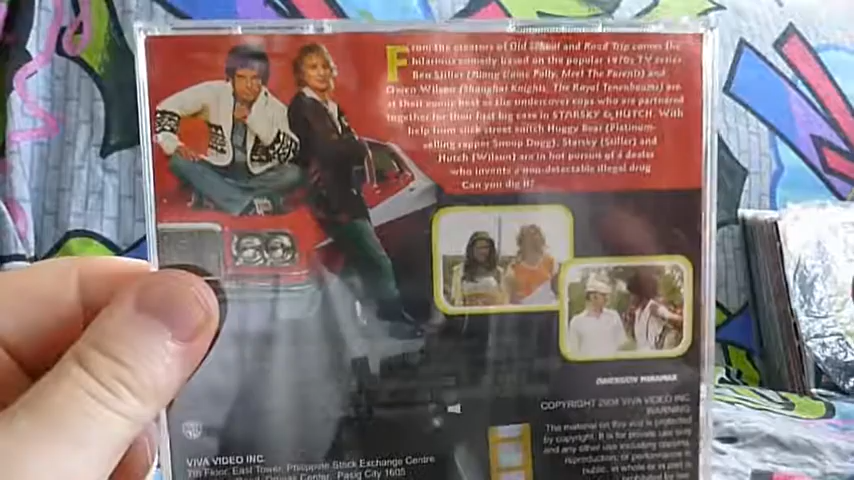 From the creators of Old School and Road Trip comes the
hilarious comedy based on the popular 1970s TV series
Ben Stiller (Along Came Polly, Meet The Parents) and
Owen Wilson (Shanghai Knights, The Royal Tenenbaums) are
at their funny best as the undercover cops who are partnered
together for their first big case in STARSKY & HUTCH. With
help from slick street snitch Huggy Bear (Platinum-
selling rapper Snoop Dogg), Starsky (Stiller) and
Hutch (Wilson) are in hot pursuit of a dealer
who invents a non-detectable illegal drug.
Can you dig it?
DIMENSION MIRAMAX
COPYRIGHT VIVA VIDEO INC
WARNING
The material on this is protected
by copyright. It is for private use
and any other use including
reproduction, or performance in
public, in whole or in part
VIVA VIDEO INC.
7th Floor, East Tower, Philippine Stock Exchange Centre
Pasig City 1605